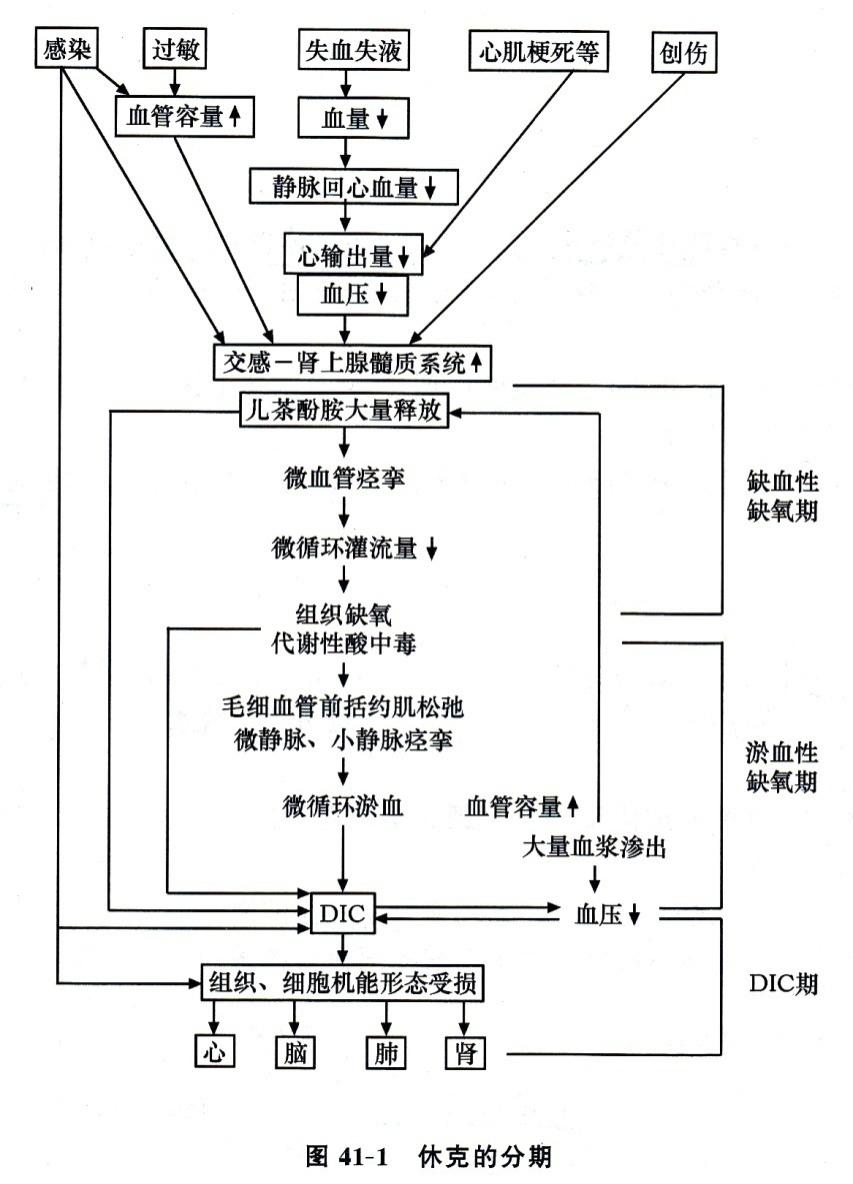 感染 过敏 失血失液 心肌梗死等 创伤
血管容量↑ 血量↓
静脉回心血量↓
心输出量↓
血压↓
交感－肾上腺髓质系统↑
儿茶酚胺大量释放
微血管痉挛
缺血性
缺氧期
微循环灌流量↓
组织缺氧
代谢性酸中毒
毛细血管前括约肌松弛
微静脉、小静脉痉挛
淤血性
缺氧期
微循环淤血 血管容量↑
大量血浆渗出
DIC 血压↓
组织、细胞机能形态受损 DIC期
心 脑 肺 肾
图 41-1 休克的分期